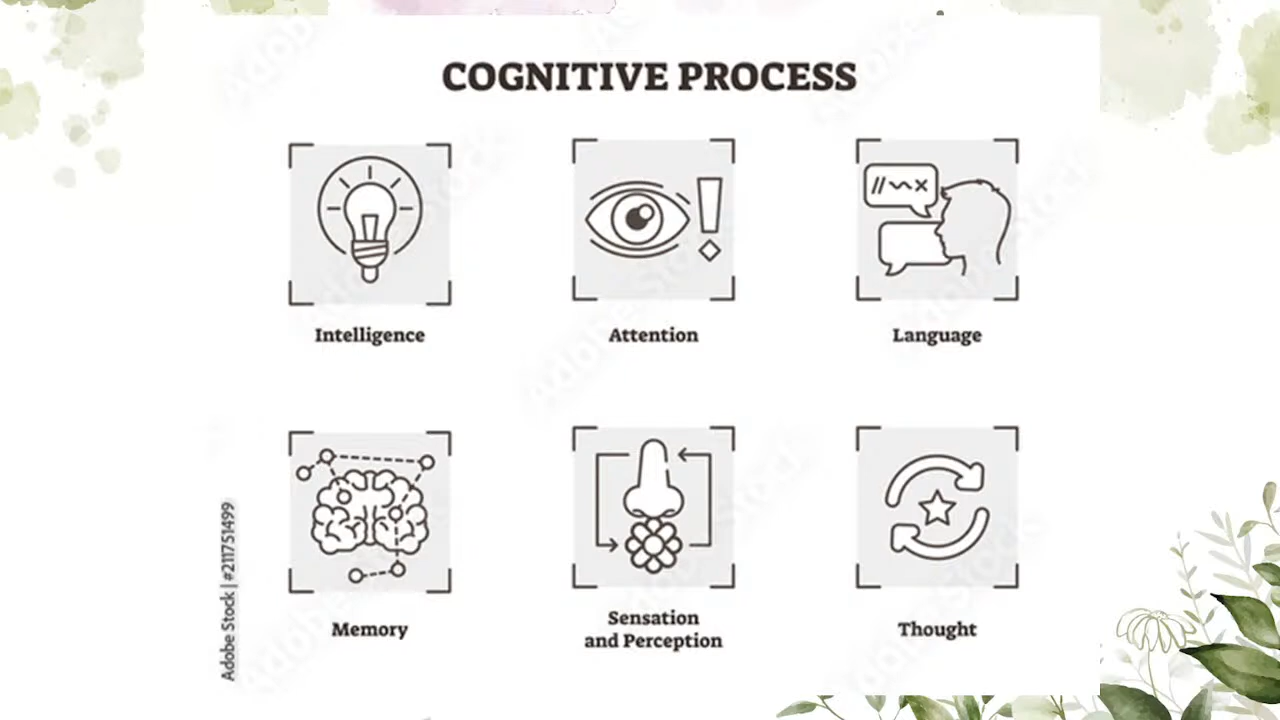 COGNITIVE PROCESS
Intelligence
Attention
Language
Memory
Sensation
and Perception
Thought
Adobe Stock | #211751499